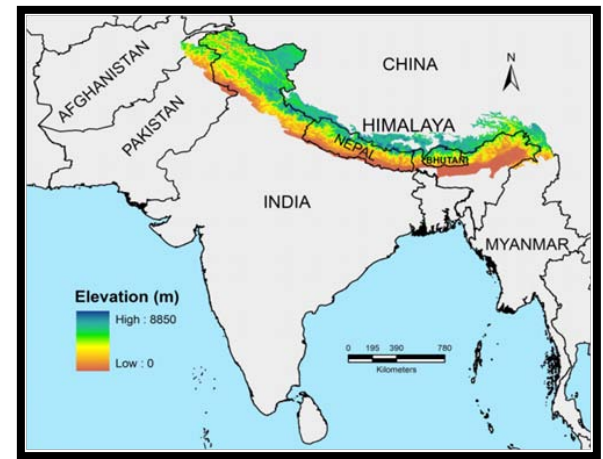 AFGHANISTAN
PAKISTAN
CHINA
N
HIMALAYA
NEPAL
BHUTAN
INDIA
MYANMAR
Elevation (m)
High : 8850
Low : 0
0 195 390 780
Kilometers